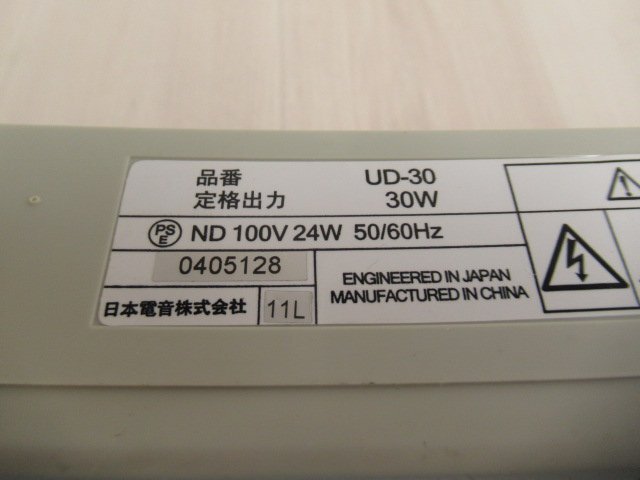 品番 UD-30
定格出力 30W
PSE ND 100V 24W 50/60Hz
0405128
ENGINEERED IN JAPAN
MANUFACTURED IN CHINA
日本電音株式会社 11L